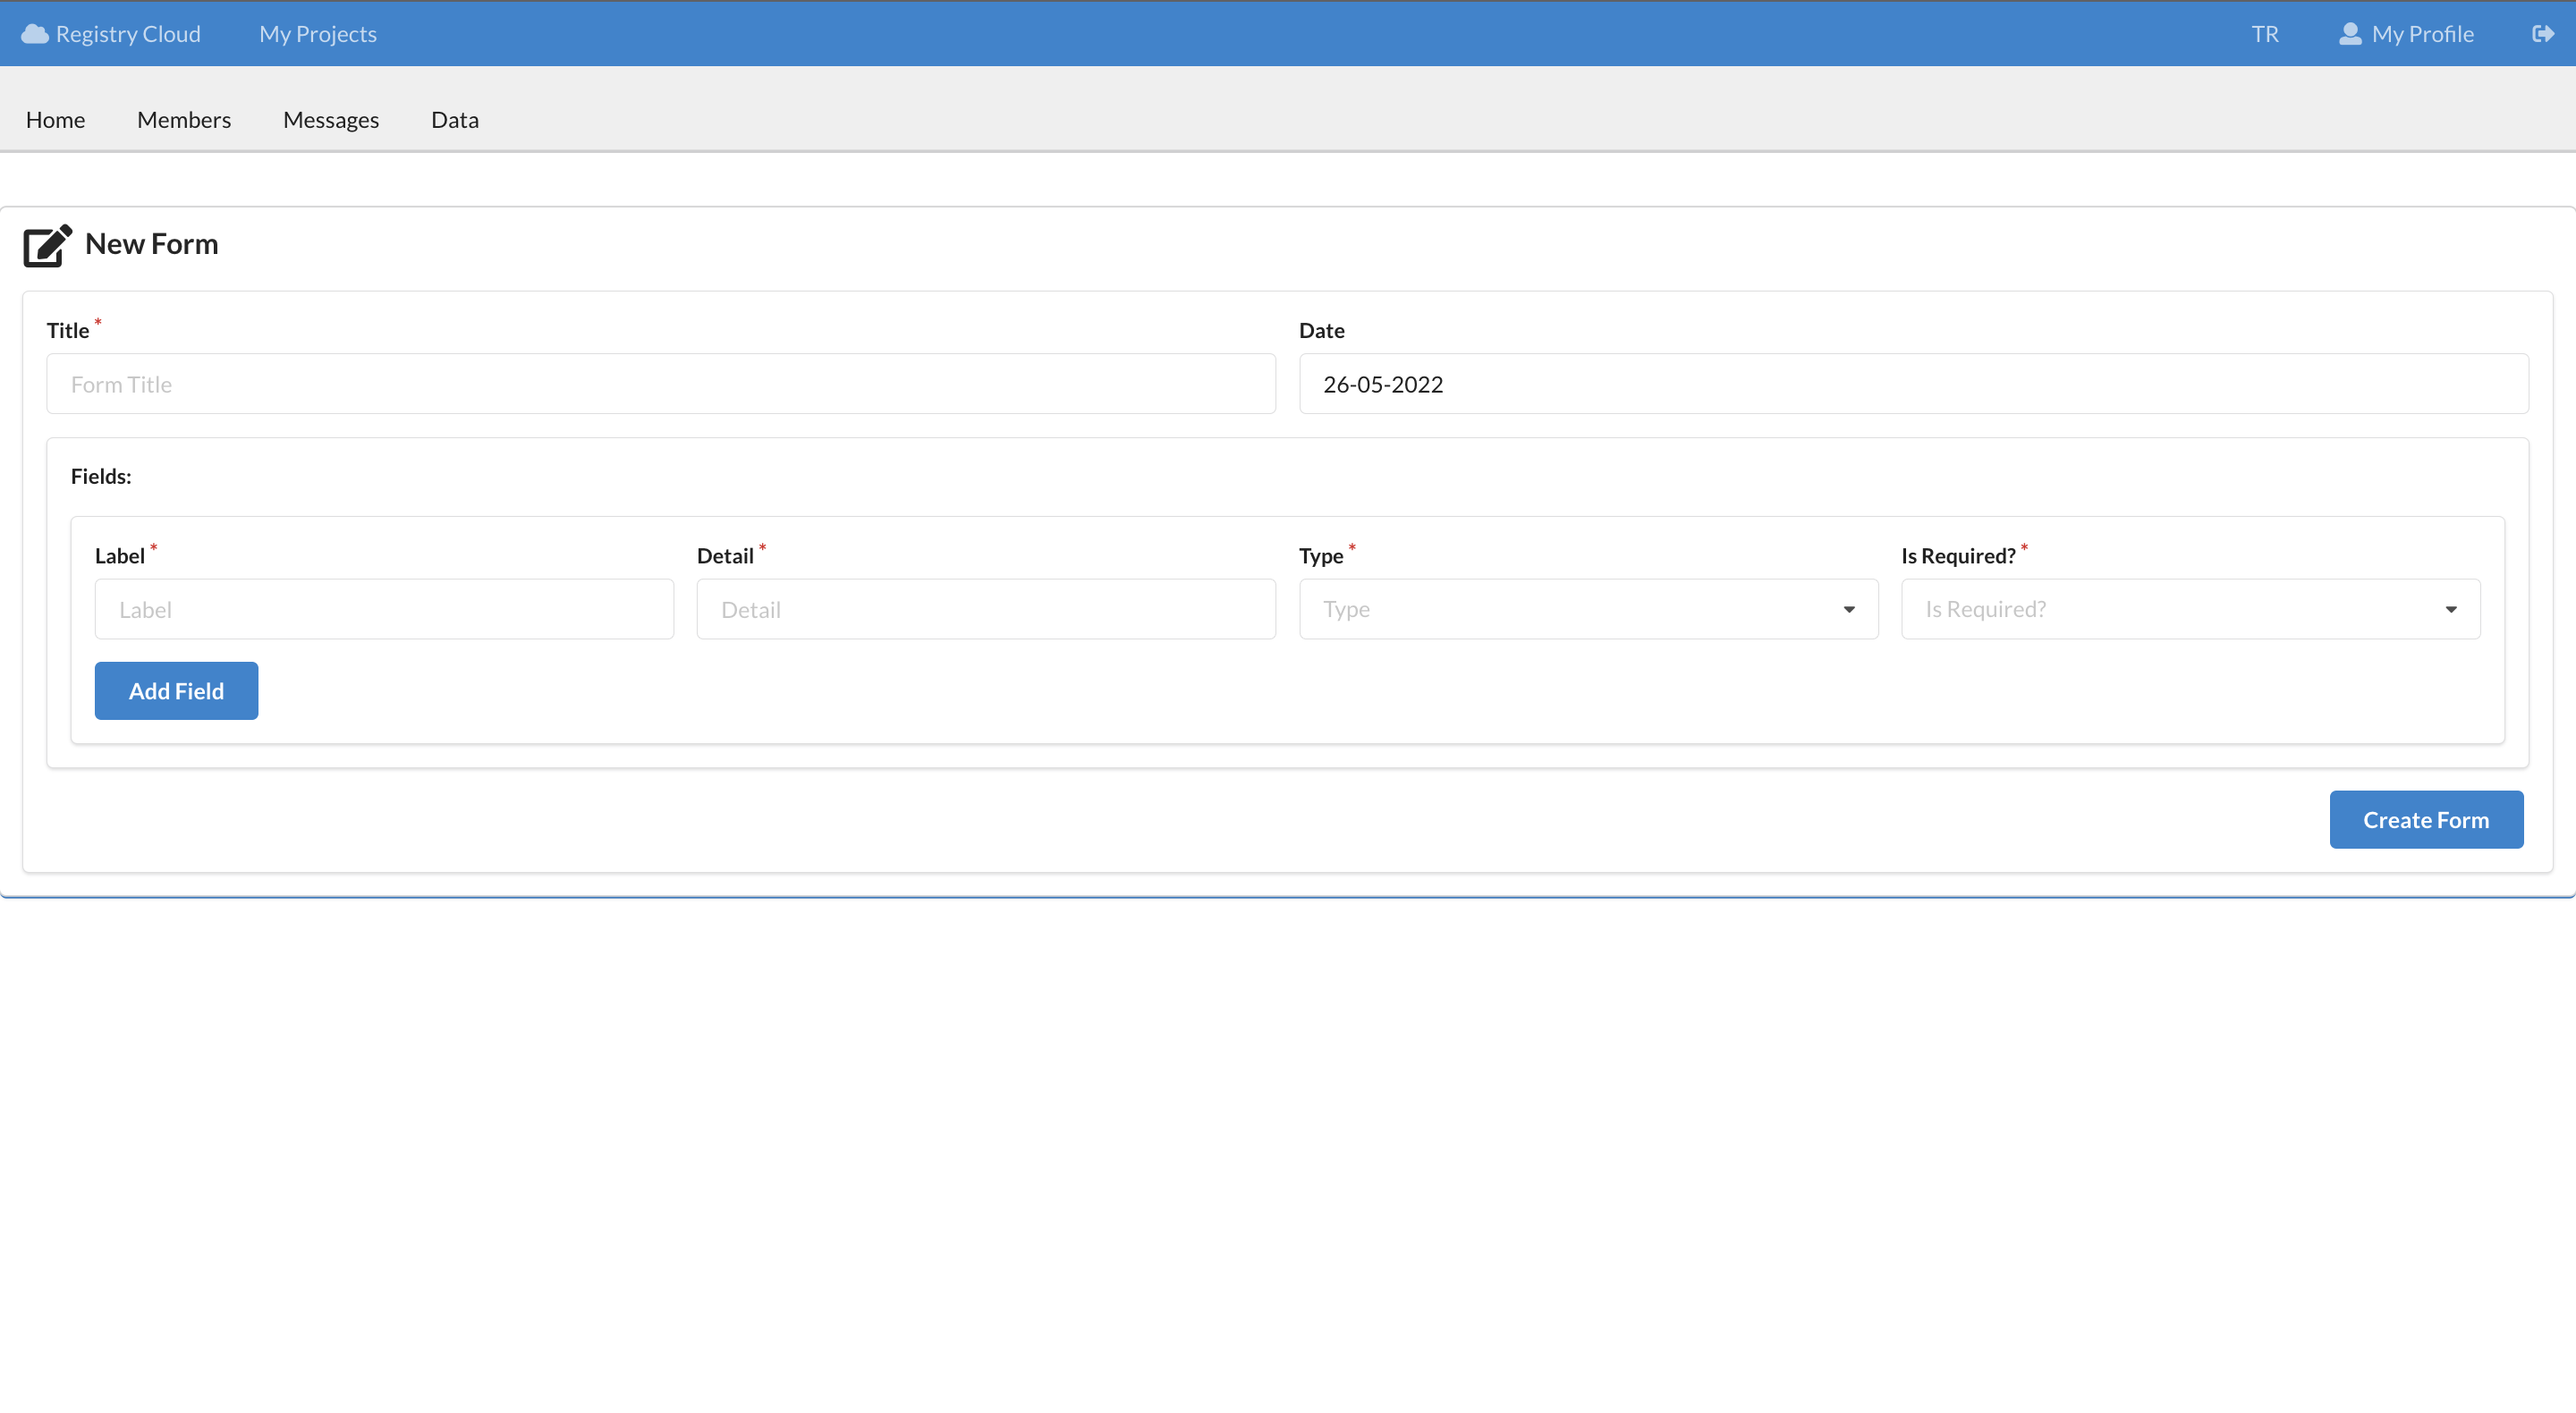 Registry Cloud My Projects TR My Profile
Home Members Messages Data
New Form
Title * Date
Form Title 26-05-2022
Fields:
Label * Detail * Type * Is Required? *
Label Detail Type Is Required?
Add Field
Create Form